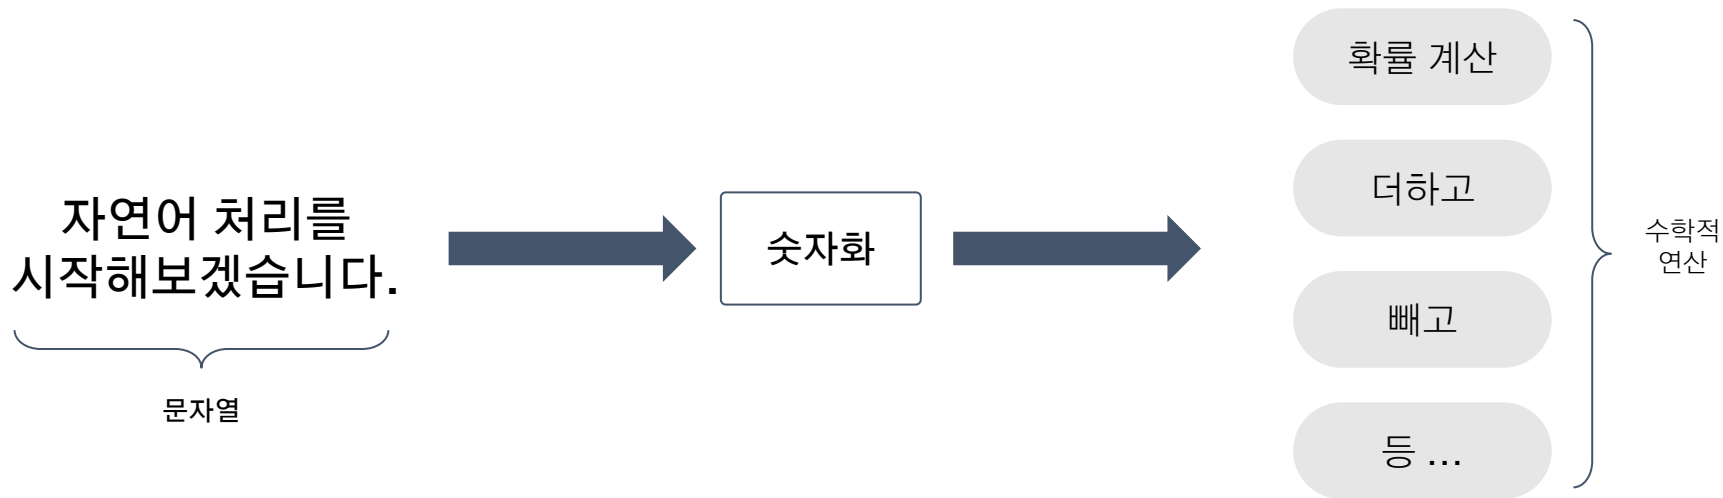 자연어 처리를
시작해보겠습니다.
문자열
숫자화
확률 계산
더하고
빼고
등 ...
수학적
연산